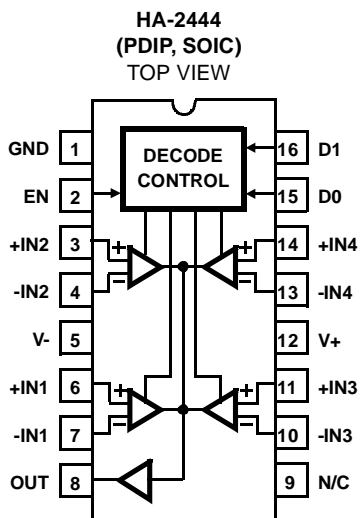 HA-2444
(PDIP, SOIC)
TOP VIEW
GND 1 16 D1
DECODE
CONTROL
EN 2 15 D0
+IN2 3 + + 14 +IN4
-IN2 4 – – 13 -IN4
V- 5 12 V+
+IN1 6 + + 11 +IN3
-IN1 7 – – 10 -IN3
OUT 8 9 N/C